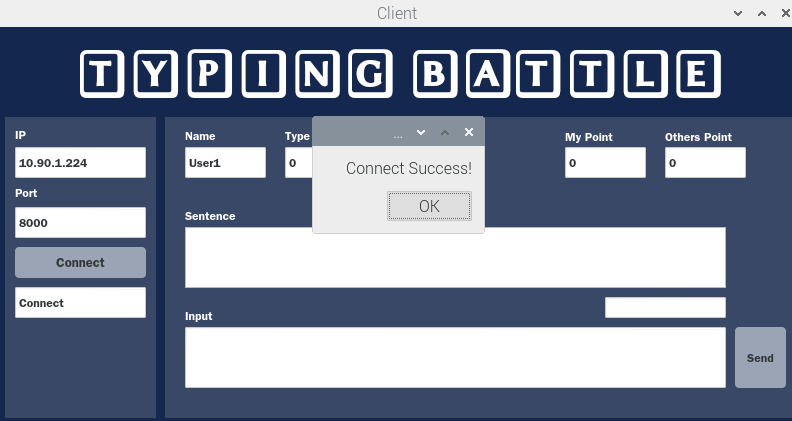 Client
TYPING BATTLE
IP
10.90.1.224
Port
8000
Connect
Connect
Name
User1
Type
0
My Point
0
Others Point
0
...
Connect Success!
OK
Sentence
Input
Send